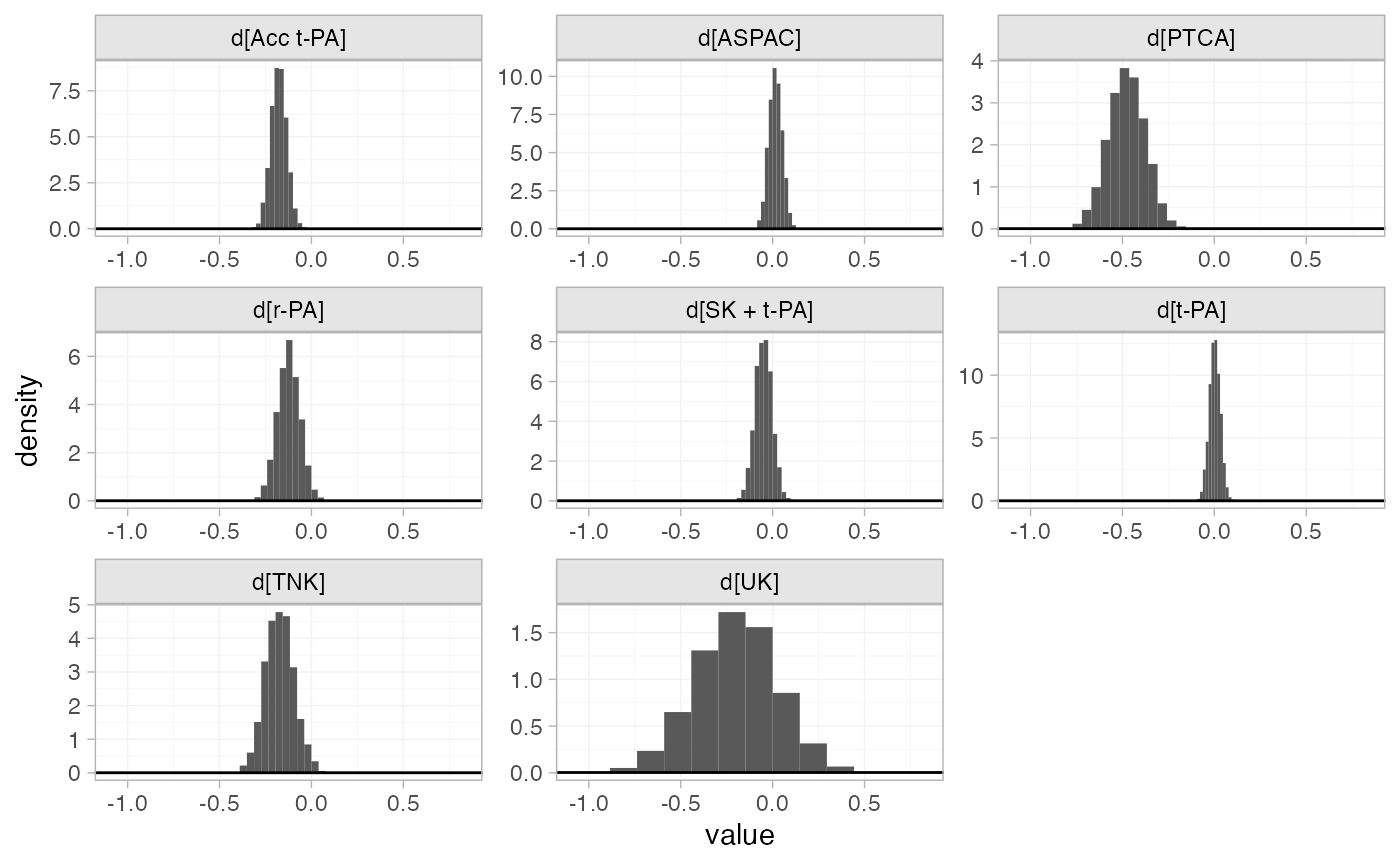 d[Acc t-PA] d[ASPAC] d[PTCA]
7.5 5.0 2.5 0.0
10.0 7.5 5.0 2.5 0.0
4 3 2 1 0
-1.0 -0.5 0.0 0.5 -1.0 -0.5 0.0 0.5 -1.0 -0.5 0.0 0.5
d[r-PA] d[SK + t-PA] d[t-PA]
6 4 2 0
8 6 4 2 0
10 5 0
-1.0 -0.5 0.0 0.5 -1.0 -0.5 0.0 0.5 -1.0 -0.5 0.0 0.5
density
d[TNK] d[UK]
5 4 3 2 1 0
1.5 1.0 0.5 0.0
-1.0 -0.5 0.0 0.5 -1.0 -0.5 0.0 0.5
value